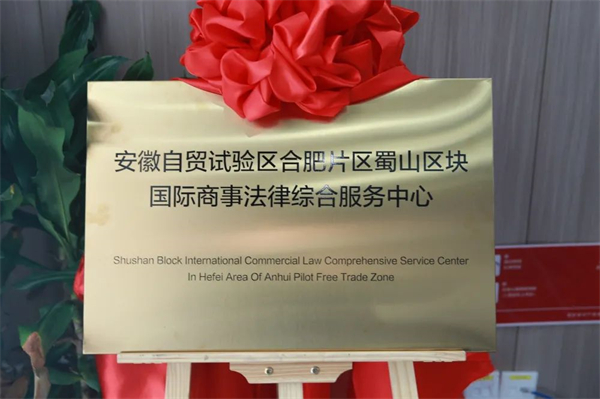 安徽自贸试验区合肥片区蜀山区块
国际商事法律综合服务中心
Shushan Block International Commercial Law Comprehensive Service Center
In Hefei Area Of Anhui Pilot Free Trade Zone